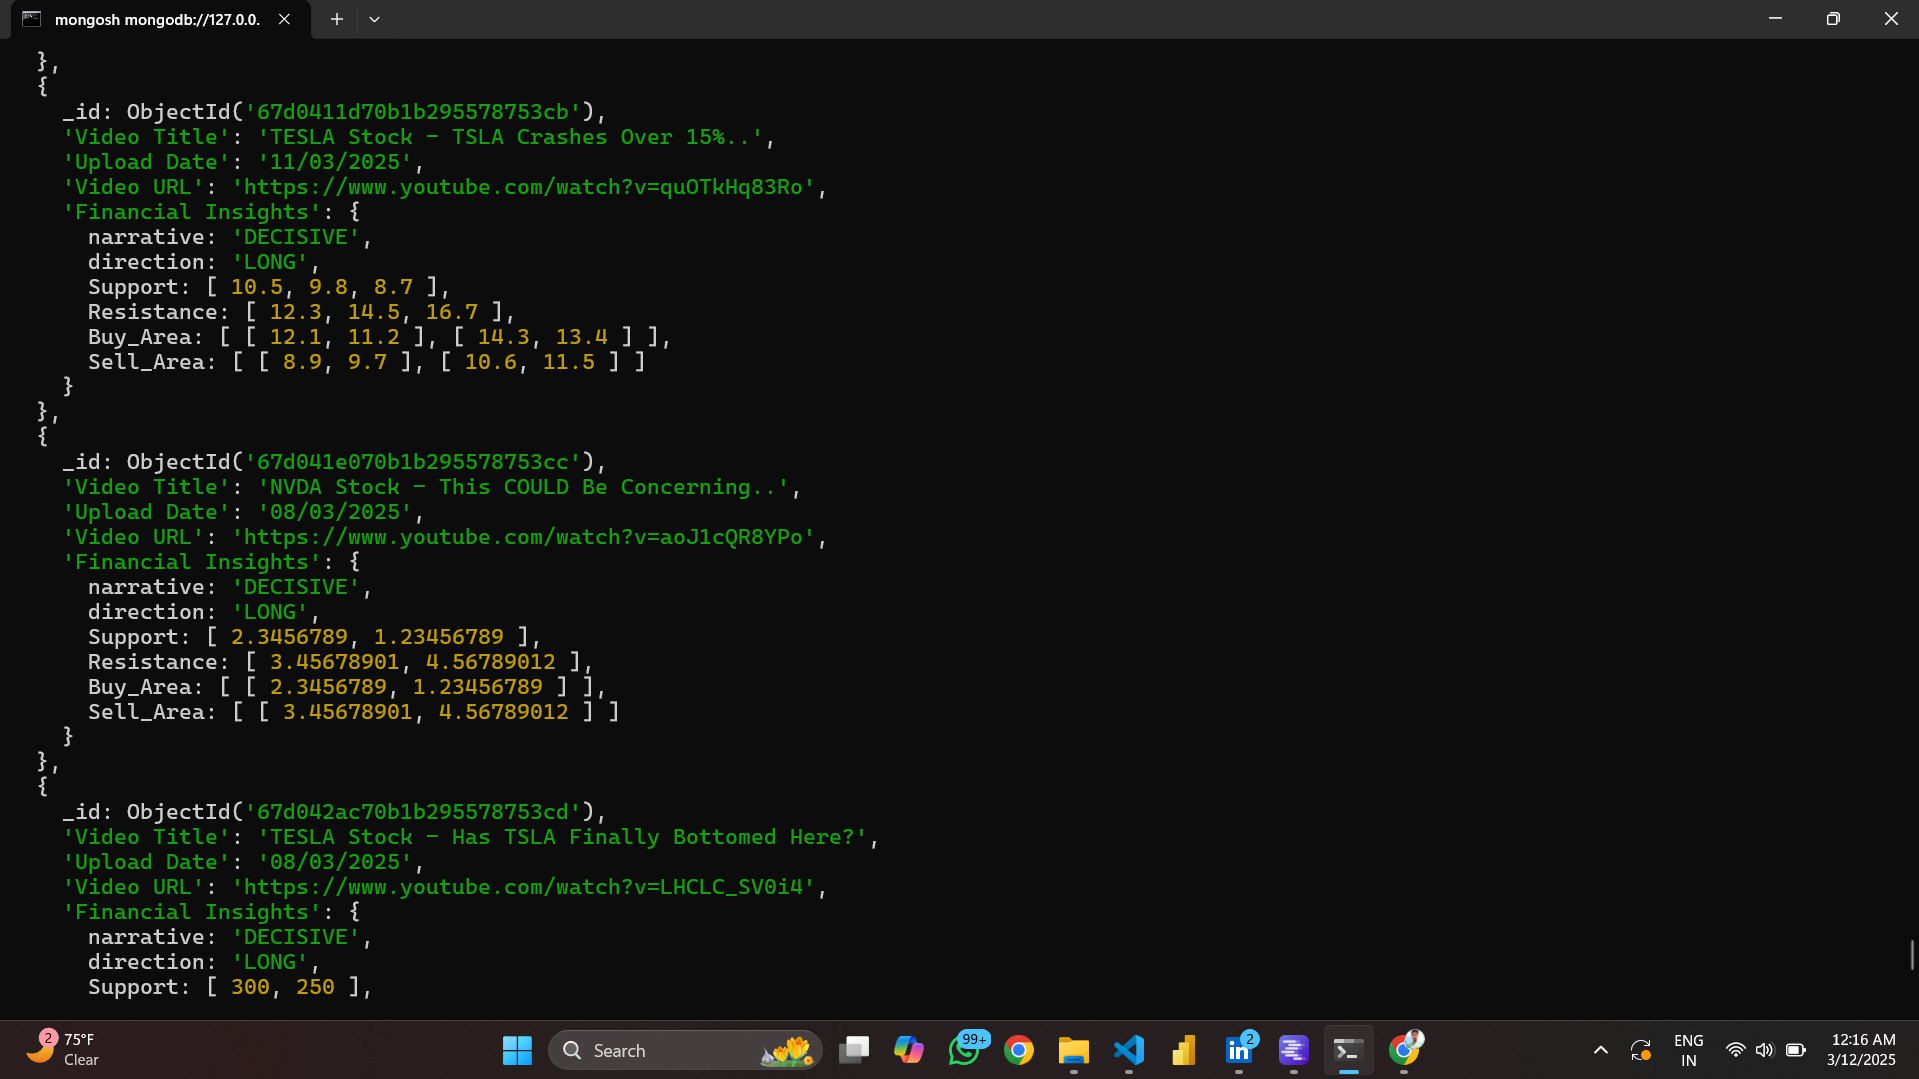 mongosh mongodb://127.0.0.
},
{
_id: ObjectId('67d0411d70b1b295578753cb'),
'Video Title': 'TESLA Stock - TSLA Crashes Over 15%..',
'Upload Date': '11/03/2025',
'Video URL': 'https://www.youtube.com/watch?v=quOTkHq83Ro',
'Financial Insights': {
narrative: 'DECISIVE',
direction: 'LONG',
Support: [ 10.5, 9.8, 8.7 ],
Resistance: [ 12.3, 14.5, 16.7 ],
Buy_Area: [ [ 12.1, 11.2 ], [ 14.3, 13.4 ] ],
Sell_Area: [ [ 8.9, 9.7 ], [ 10.6, 11.5 ] ]
}
},
{
_id: ObjectId('67d041e070b1b295578753cc'),
'Video Title': 'NVDA Stock - This COULD Be Concerning..',
'Upload Date': '08/03/2025',
'Video URL': 'https://www.youtube.com/watch?v=aoJ1cQR8YPo',
'Financial Insights': {
narrative: 'DECISIVE',
direction: 'LONG',
Support: [ 2.3456789, 1.23456789 ],
Resistance: [ 3.45678901, 4.56789012 ],
Buy_Area: [ [ 2.3456789, 1.23456789 ] ],
Sell_Area: [ [ 3.45678901, 4.56789012 ] ]
}
},
{
_id: ObjectId('67d042ac70b1b295578753cd'),
'Video Title': 'TESLA Stock - Has TSLA Finally Bottomed Here?',
'Upload Date': '08/03/2025',
'Video URL': 'https://www.youtube.com/watch?v=LHCLC_SV0i4',
'Financial Insights': {
narrative: 'DECISIVE',
direction: 'LONG',
Support: [ 300, 250 ],
2
75°F
Clear
Search
99+
in
2
ENG
IN
12:16 AM
3/12/2025